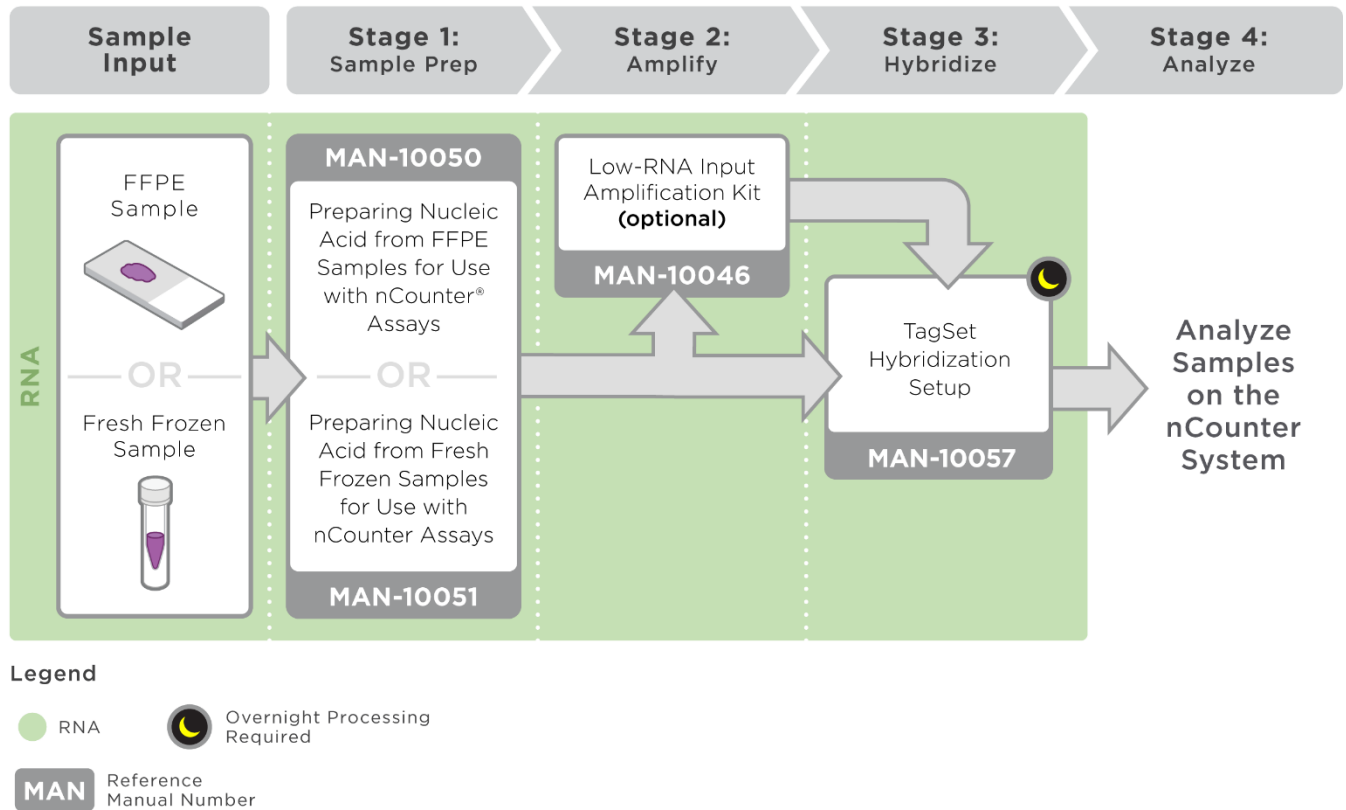 Sample
Input
Stage 1:
Sample Prep
Stage 2:
Amplify
Stage 3:
Hybridize
Stage 4:
Analyze
RNA
FFPE
Sample
OR
Fresh Frozen
Sample
MAN-10050
Preparing Nucleic
Acid from FFPE
Samples for Use
with nCounter®
Assays
OR
Preparing Nucleic
Acid from Fresh
Frozen Samples
for Use with
nCounter Assays
MAN-10051
Low-RNA Input
Amplification Kit
(optional)
MAN-10046
TagSet
Hybridization
Setup
MAN-10057
Analyze
Samples
on the
nCounter
System
Legend
RNA
Overnight Processing
Required
MAN
Reference
Manual Number